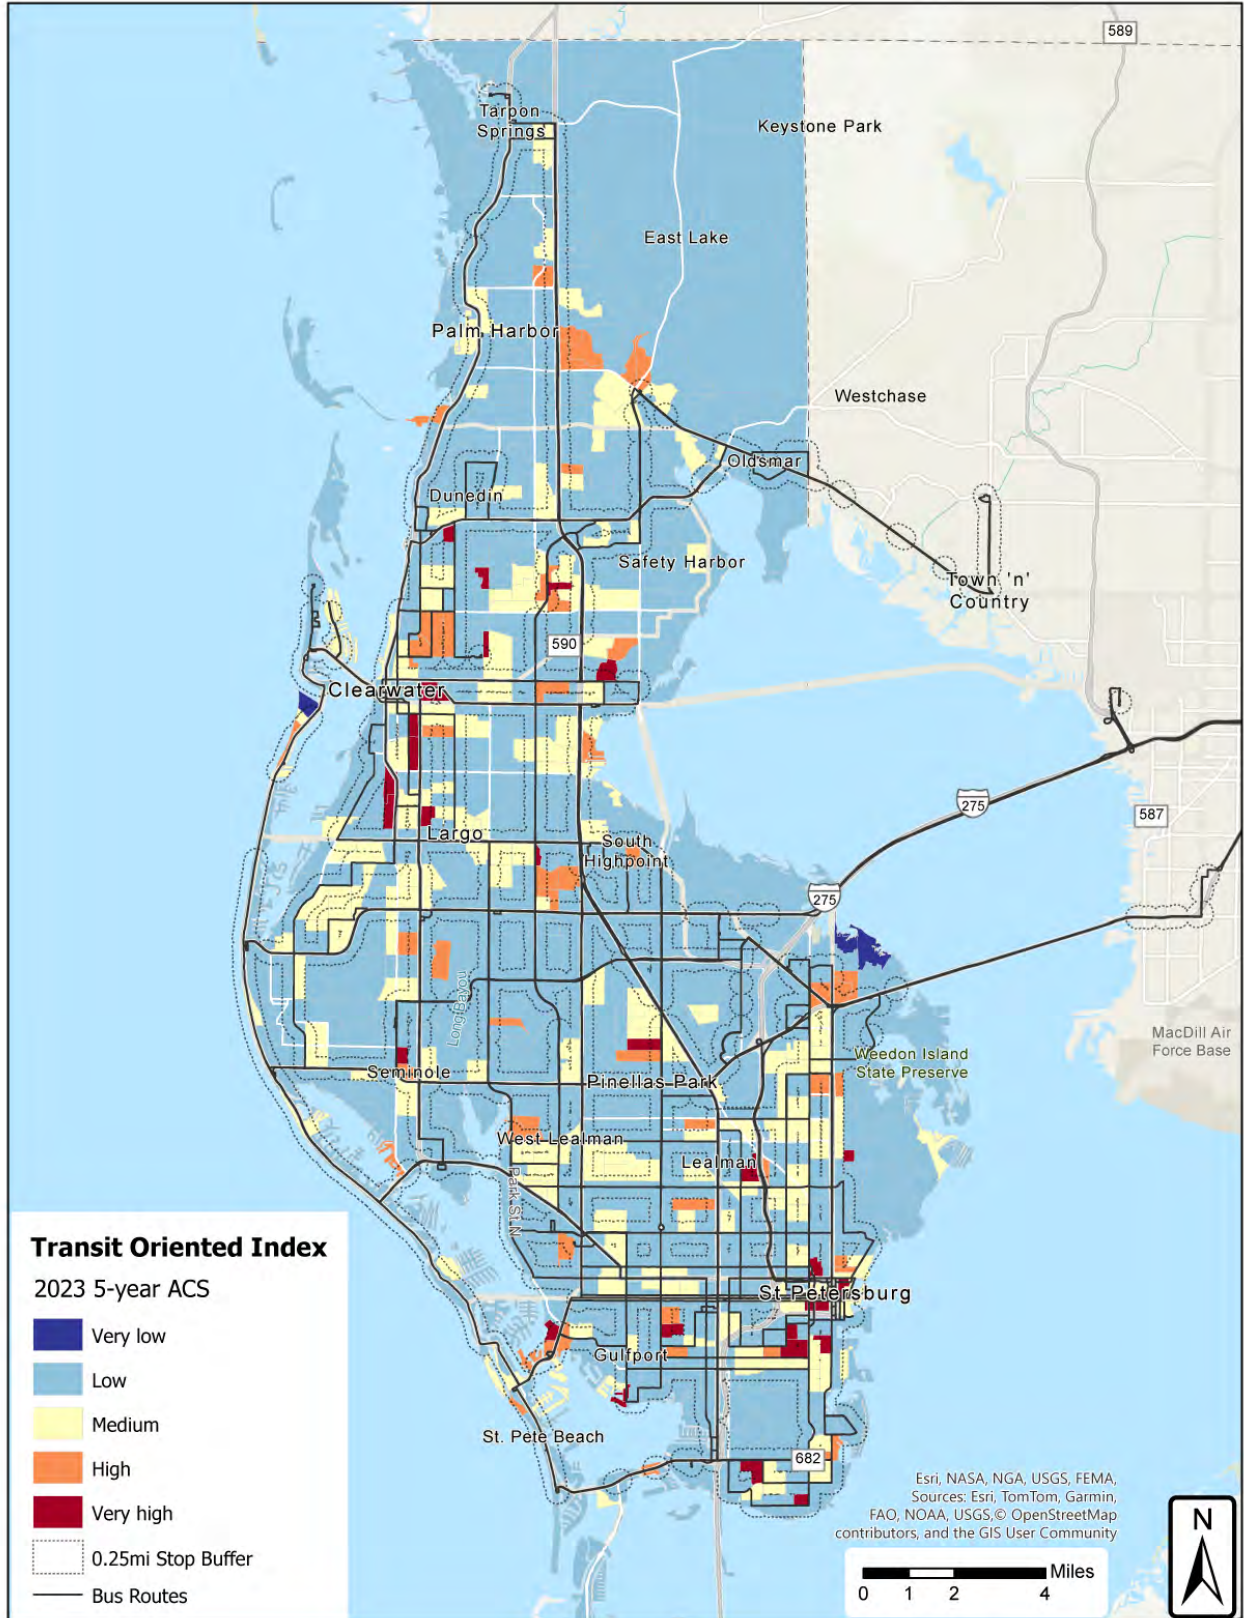 589
Tarpon
Springs
Keystone Park
East Lake
Palm Harbor
Westchase
Oldsmar
Dunedin
Safety Harbor
Town 'n'
Country
590
Clearwater
275
587
Largo
South
Highpoint
275
Long Bayou
MacDill Air
Force Base
Weedon Island
State Preserve
Seminole
Pinellas Park
West Lealman
Lealman
Park St N
St Petersburg
Gulfport
St. Pete Beach
682
Transit Oriented Index
2023 5-year ACS
Very low
Low
Medium
High
Very high
0.25mi Stop Buffer
Bus Routes
Esri, NASA, NGA, USGS, FEMA,
Sources: Esri, TomTom, Garmin,
FAO, NOAA, USGS,© OpenStreetMap
contributors, and the GIS User Community
Miles
0 1 2 4
N